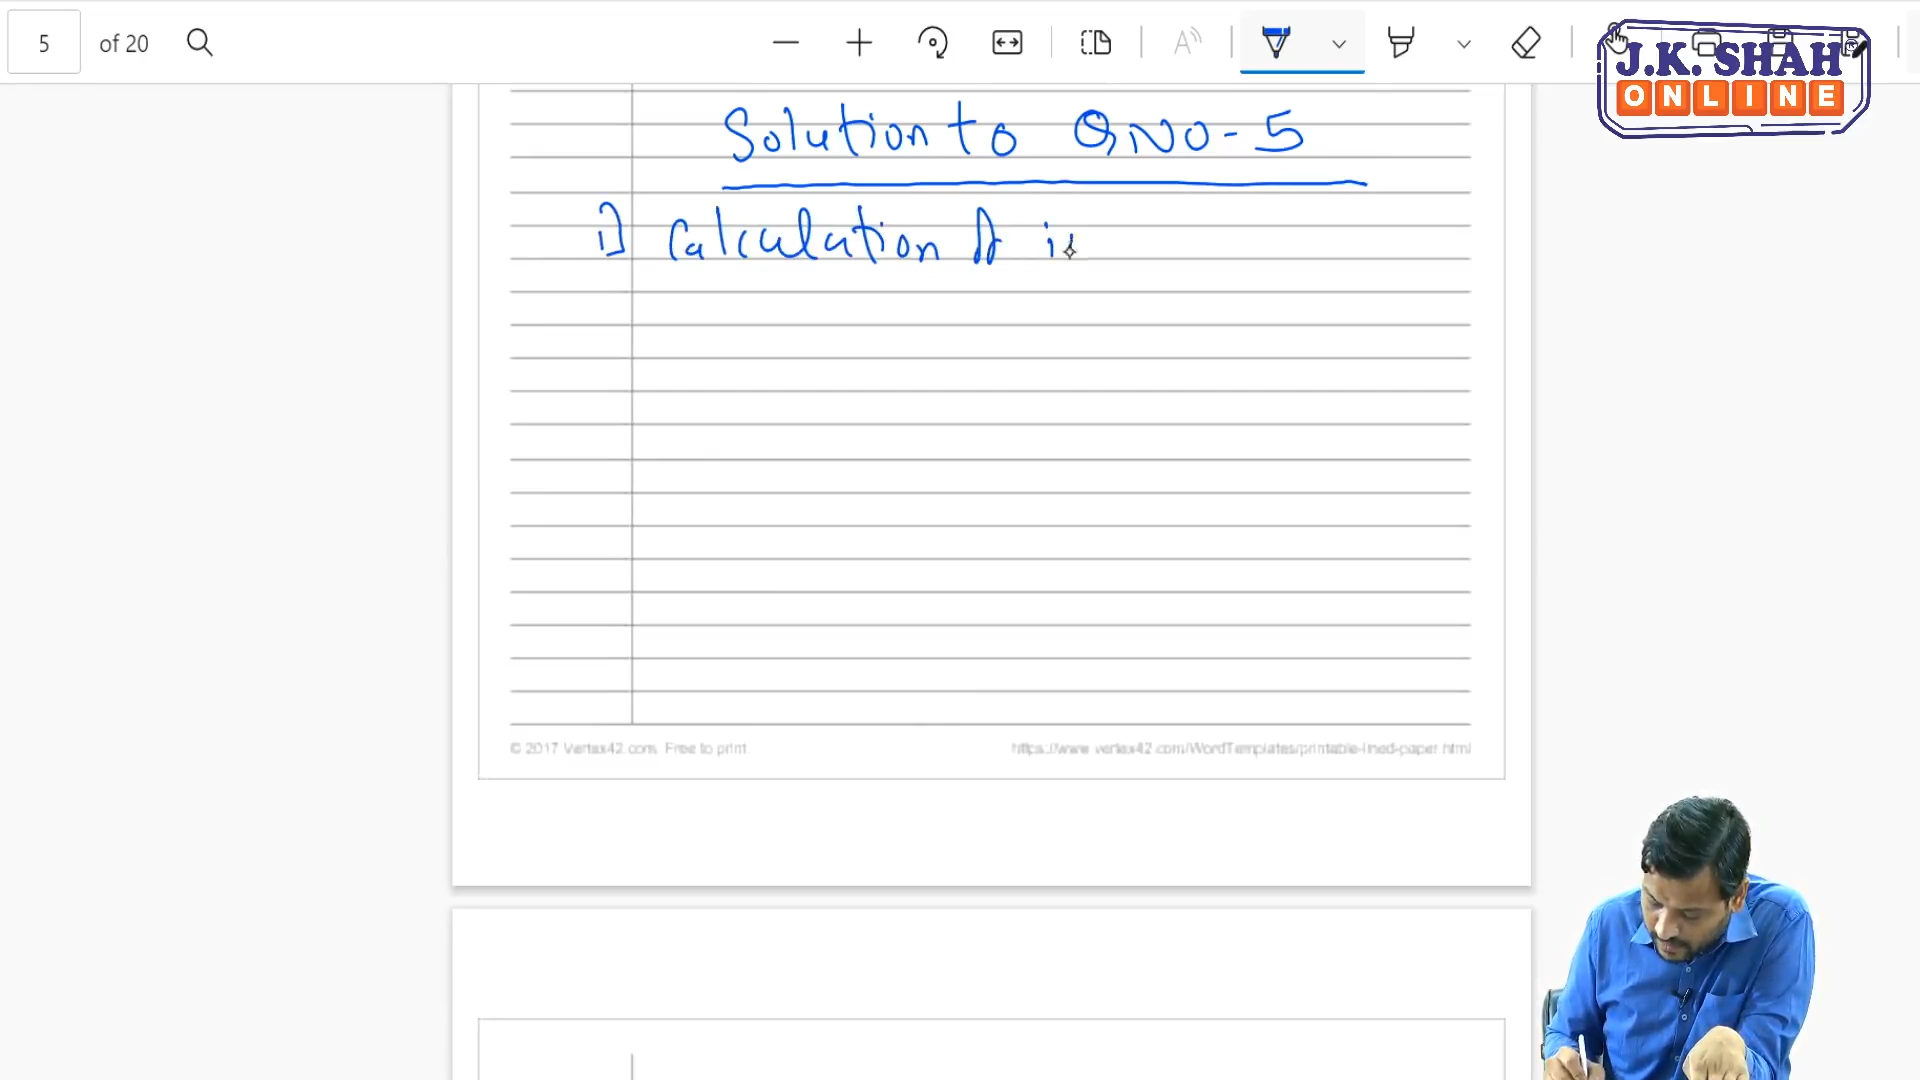 5 of 20
J.K. SHAH
ONLINE
Solution to QNO-5
i] Calculation of i
© 2017 Vertex42.com. Free to print.
https://www.vertex42.com/WordTemplates/printable-lined-paper.html